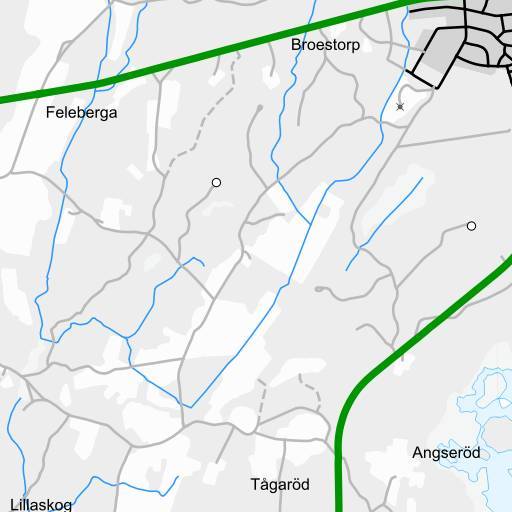 Broestorp
Feleberga
Angseröd
Tågaröd
Lillaskog